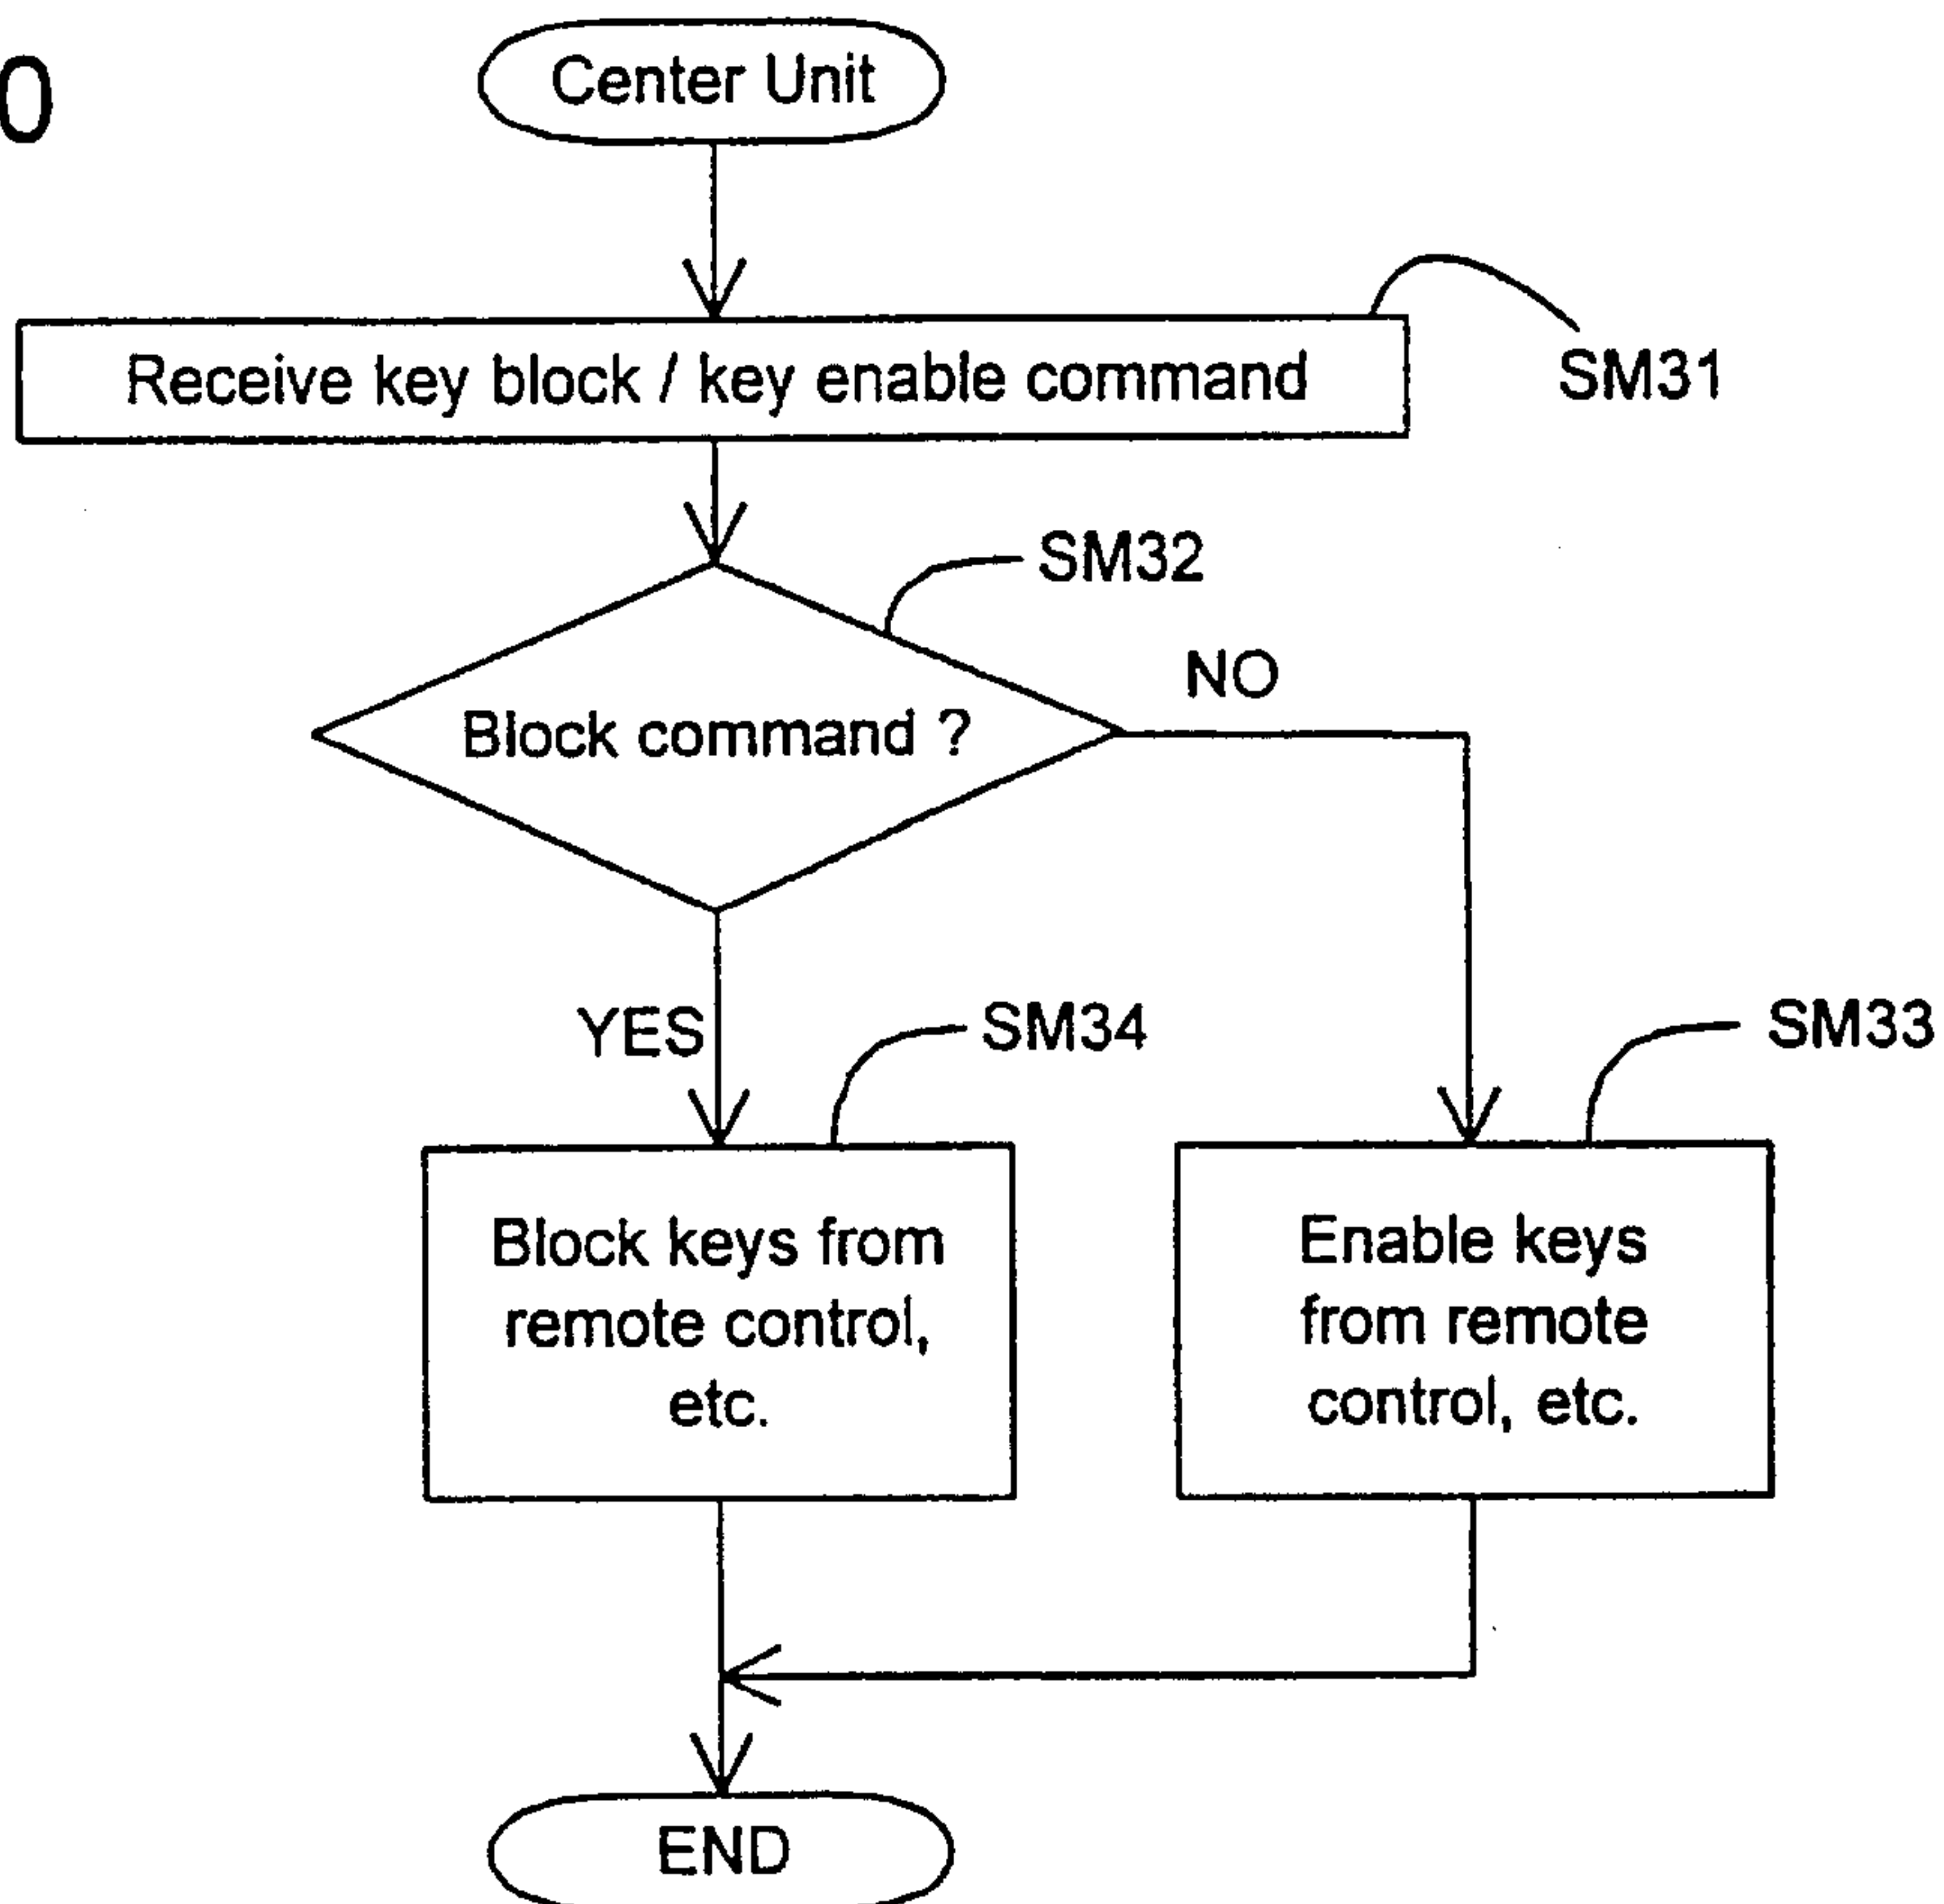 0
Center Unit
Receive key block / key enable command
SM31
SM32
Block command ?
NO
YES
SM34
SM33
Block keys from
remote control,
etc.
Enable keys
from remote
control, etc.
END